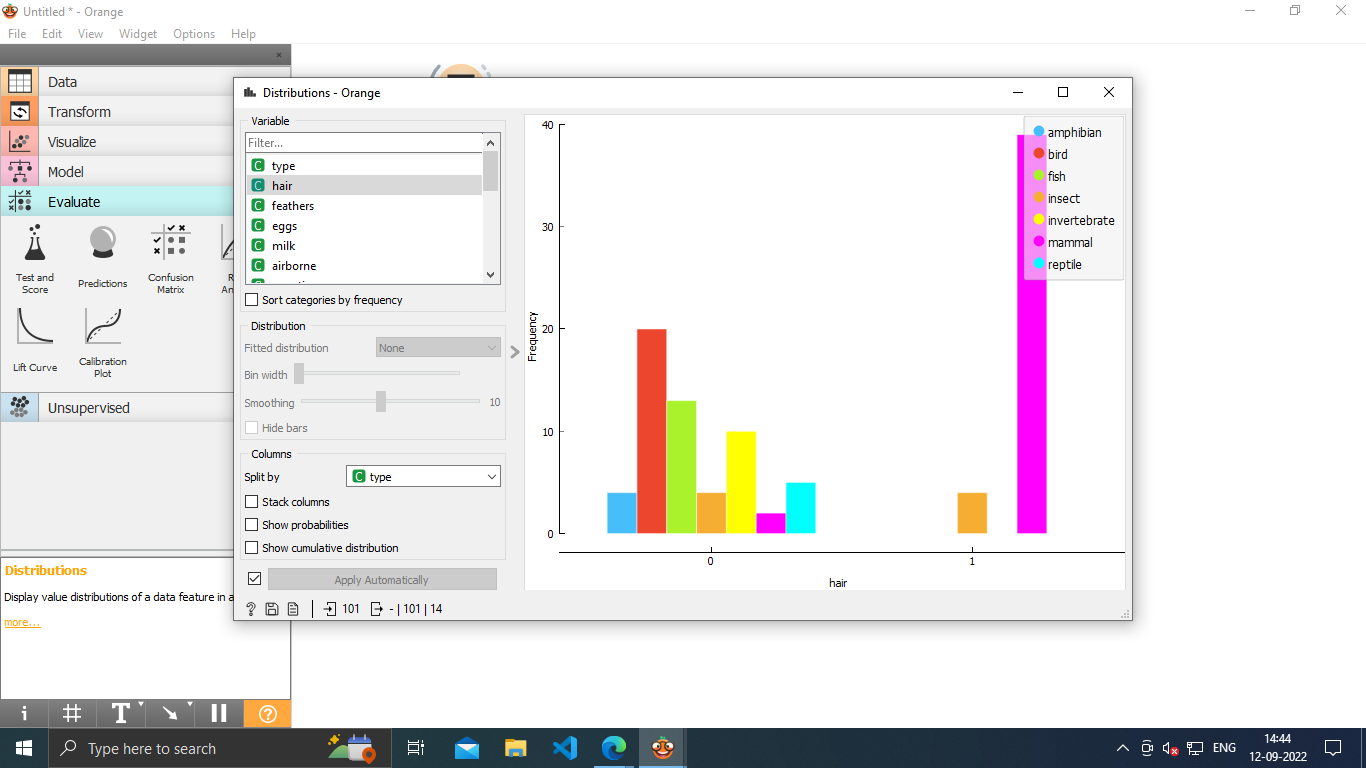 Untitled * - Orange
File Edit View Widget Options Help
Data
Transform
Visualize
Model
Evaluate
Test and
Score
Predictions
Confusion
Matrix
Lift Curve
Calibration
Plot
Unsupervised
Distributions
Display value distributions of a data feature in a
more...
Distributions - Orange
Variable
Filter...
C type
C hair
C feathers
C eggs
C milk
C airborne
Sort categories by frequency
Distribution
Fitted distribution None
Bin width
Smoothing 10
Hide bars
Columns
Split by C type
Stack columns
Show probabilities
Show cumulative distribution
Apply Automatically
? 101 - | 101 | 14
40
30
20
10
0
Frequency
0 1
hair
amphibian
bird
fish
insect
invertebrate
mammal
reptile
i # T ?
Type here to search
ENG
14:44
12-09-2022